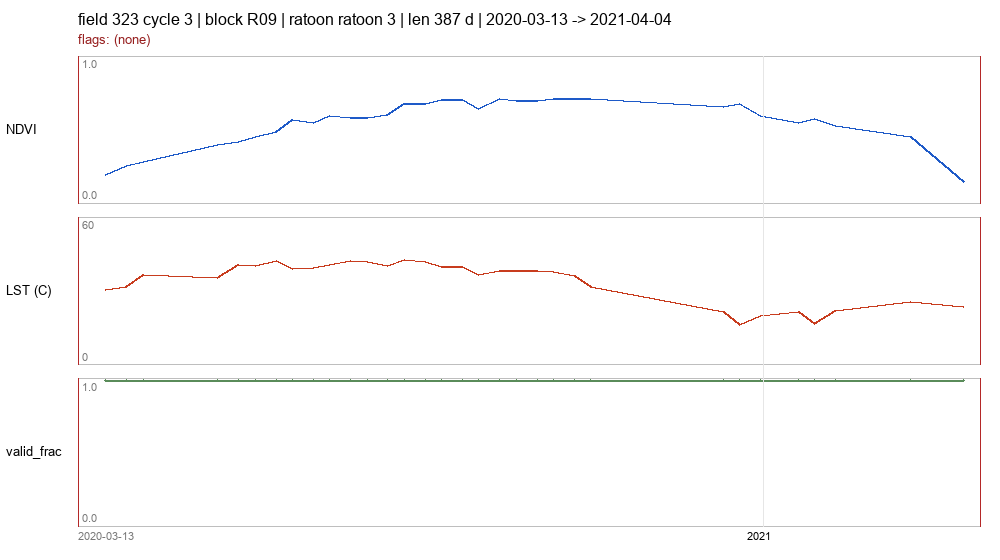 field 323 cycle 3 | block R09 | ratoon ratoon 3 | len 387 d | 2020-03-13 -> 2021-04-04
flags: (none)
1.0
NDVI
0.0
60
LST (C)
0
1.0
valid_frac
0.0
2020-03-13
2021